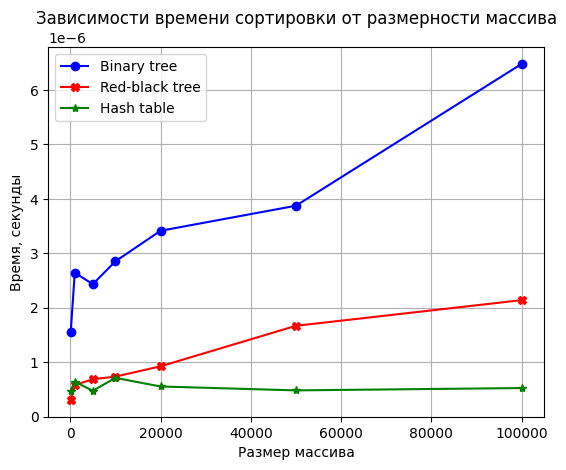 Зависимости времени сортировки от размерности массива
1e−6
Binary tree
Red-black tree
Hash table
6
5
4
3
2
1
0
Время, секунды
0 20000 40000 60000 80000 100000
Размер массива